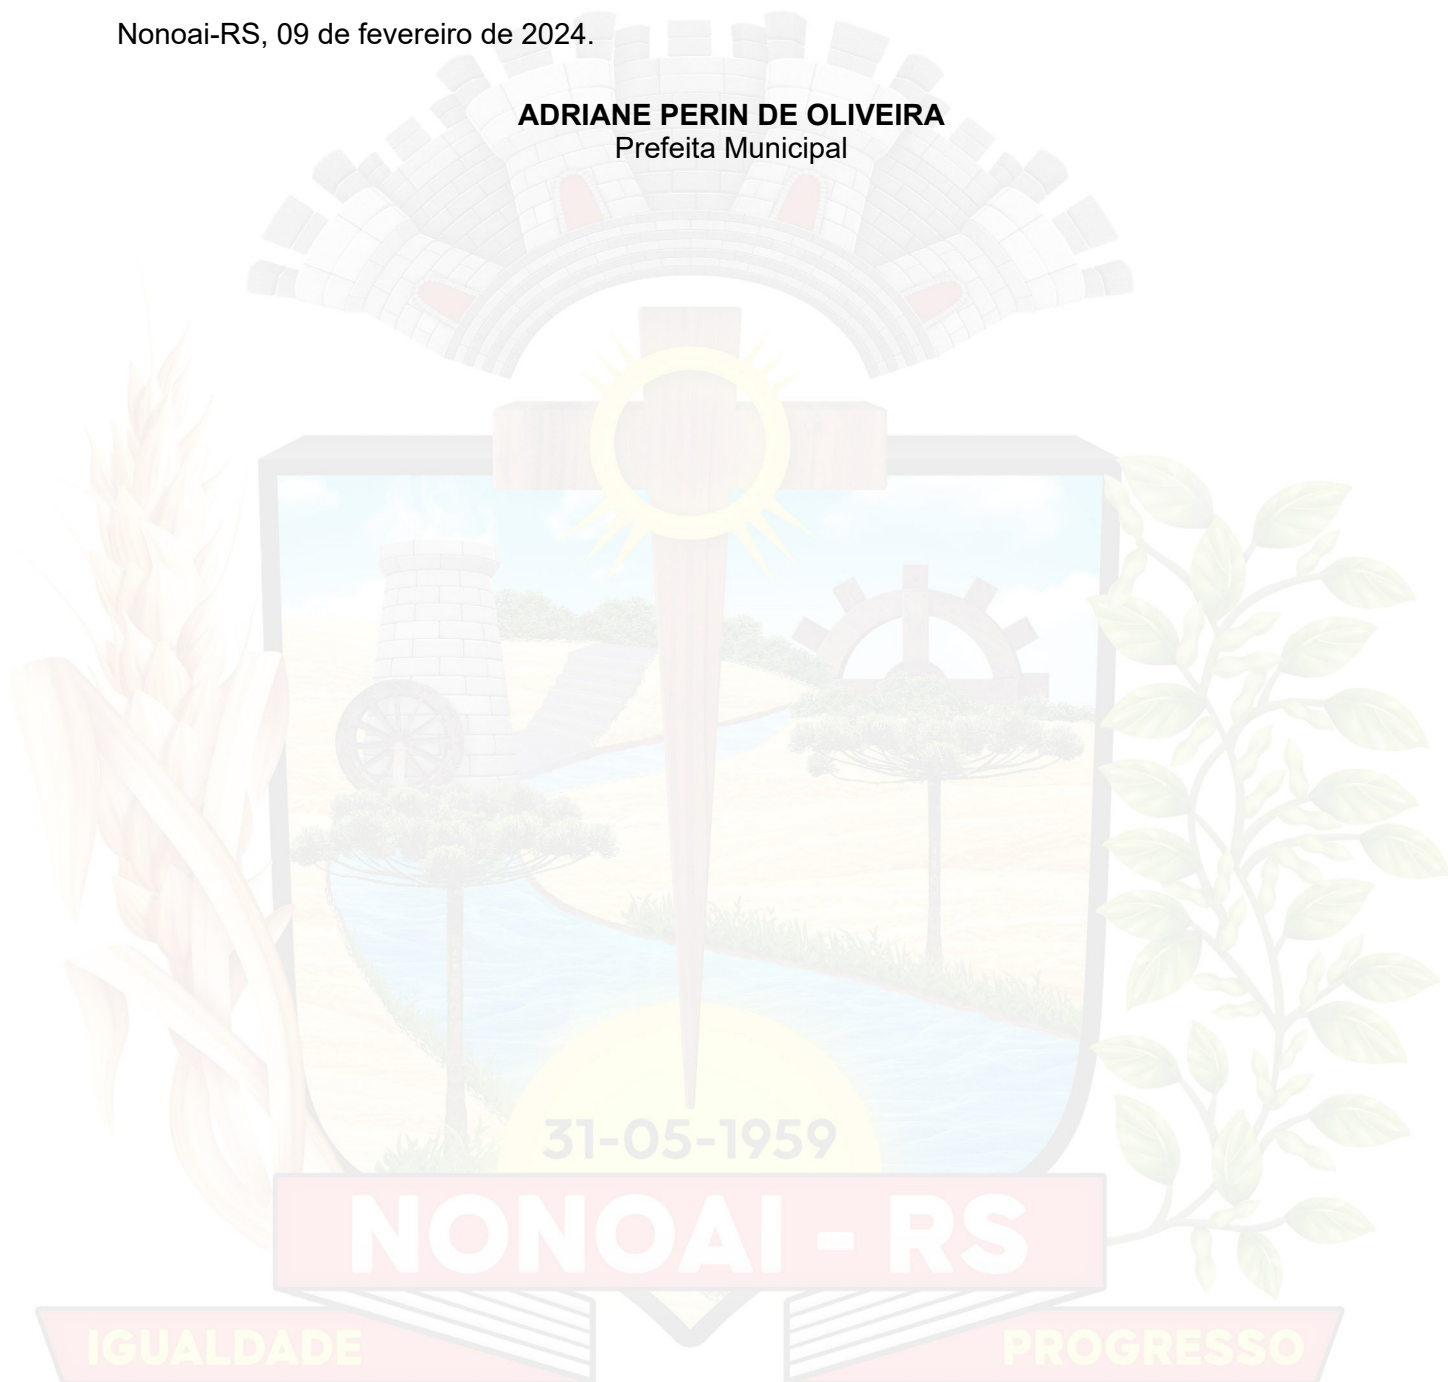 Nonoai-RS, 09 de fevereiro de 2024.
ADRIANE PERIN DE OLIVEIRA
Prefeita Municipal
31-05-1959
NONOAI - RS
IGUALDADE
PROGRESSO